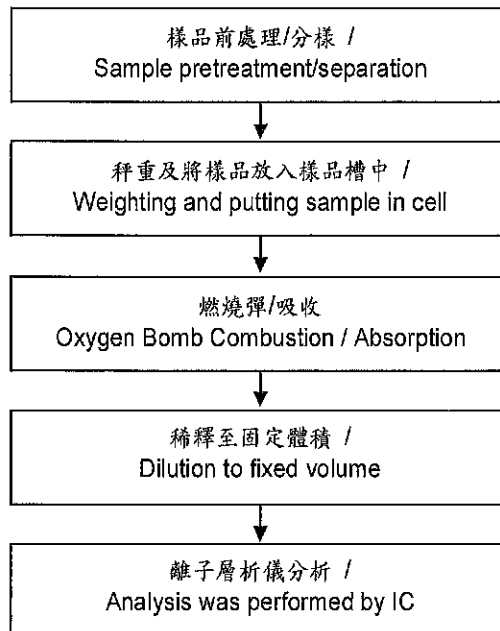 樣品前處理/分樣 /
Sample pretreatment/separation
秤重及將樣品放入樣品槽中 /
Weighting and putting sample in cell
燃燒彈/吸收
Oxygen Bomb Combustion / Absorption
稀釋至固定體積 /
Dilution to fixed volume
離子層析儀分析 /
Analysis was performed by IC